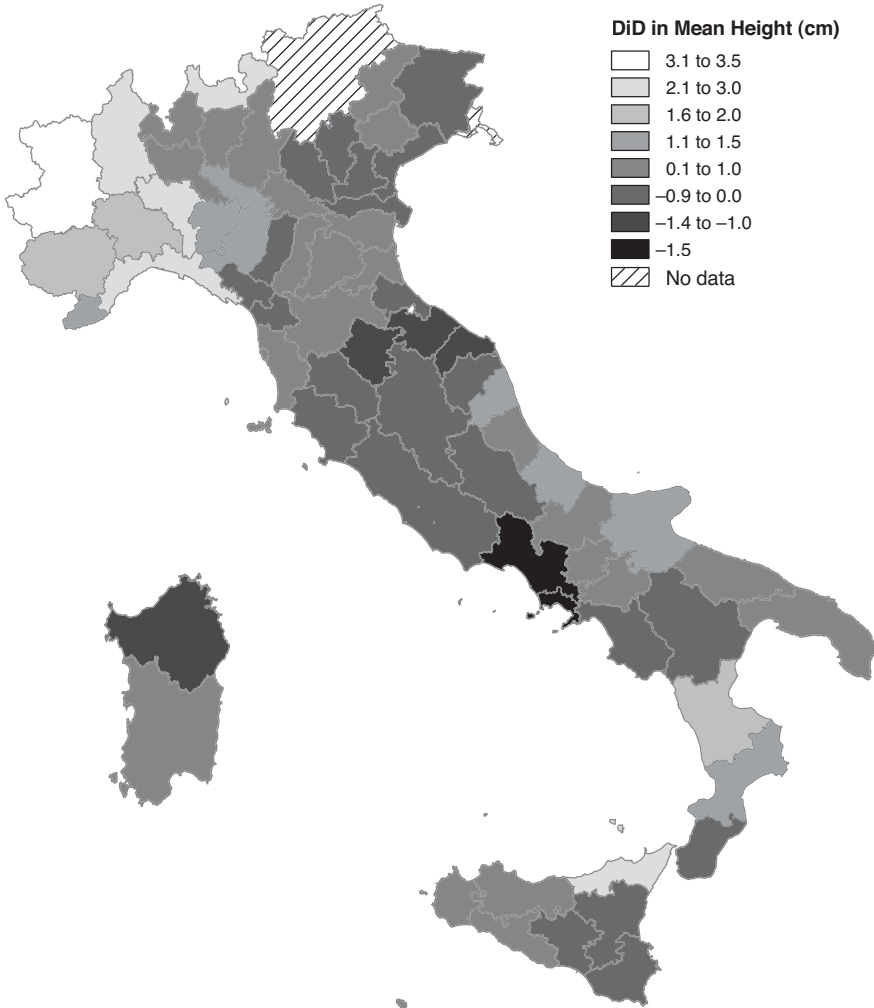 DiD in Mean Height (cm)
3.1 to 3.5
2.1 to 3.0
1.6 to 2.0
1.1 to 1.5
0.1 to 1.0
–0.9 to 0.0
–1.4 to –1.0
–1.5
No data